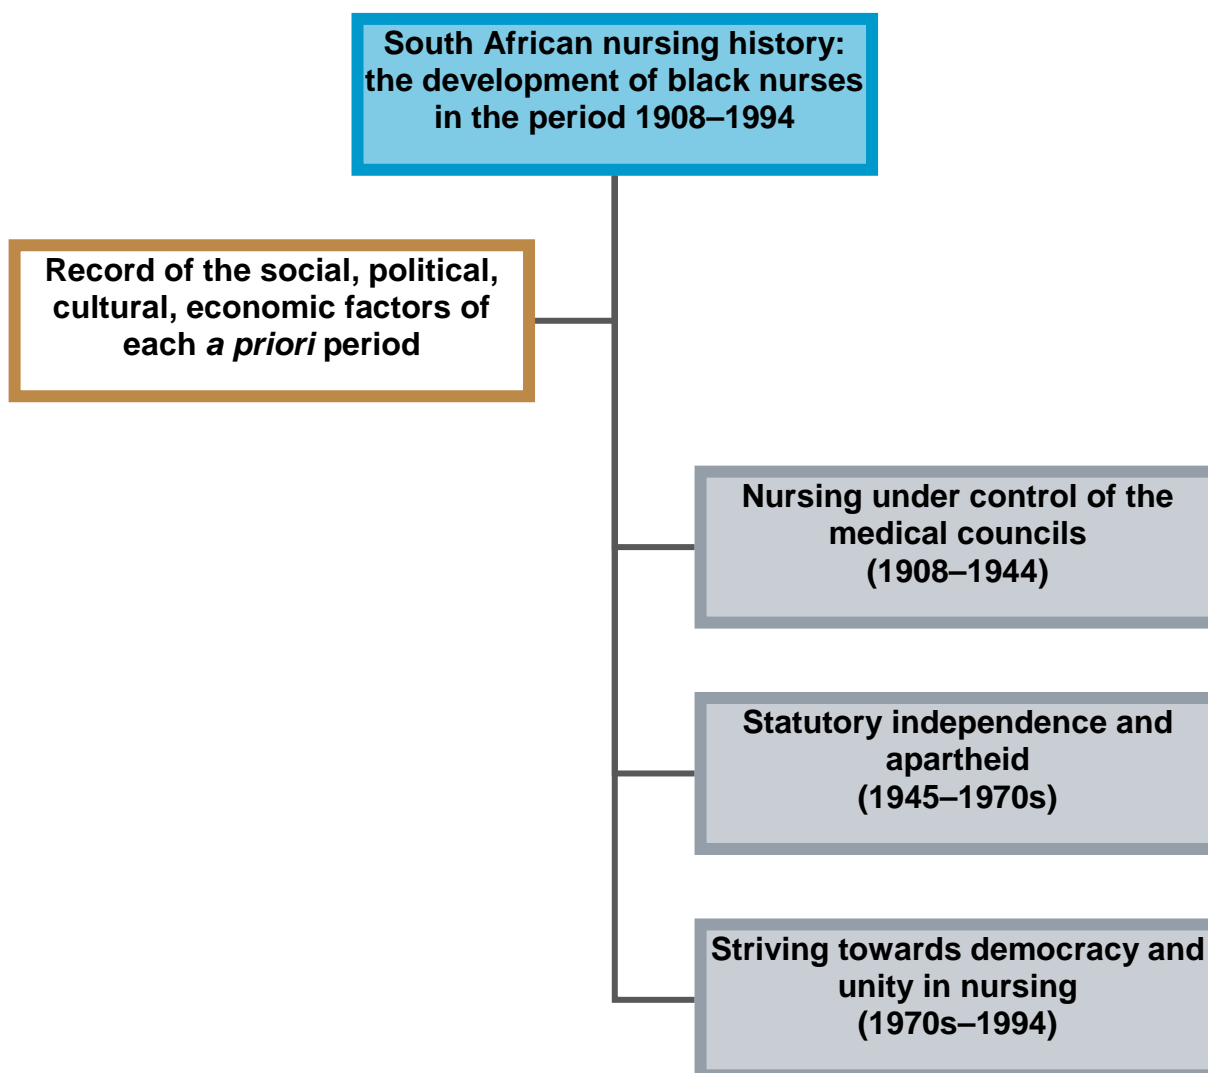 South African nursing history:
the development of black nurses
in the period 1908–1994
Record of the social, political,
cultural, economic factors of
each a priori period
Nursing under control of the
medical councils
(1908–1944)
Statutory independence and
apartheid
(1945–1970s)
Striving towards democracy and
unity in nursing
(1970s–1994)